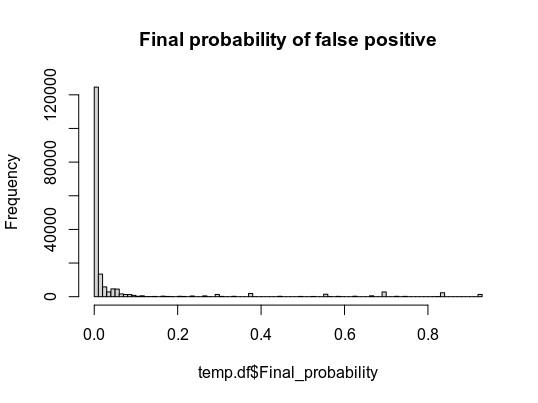 Final probability of false positive
Frequency
120000
80000
40000
0
0.0 0.2 0.4 0.6 0.8
temp.df$Final_probability